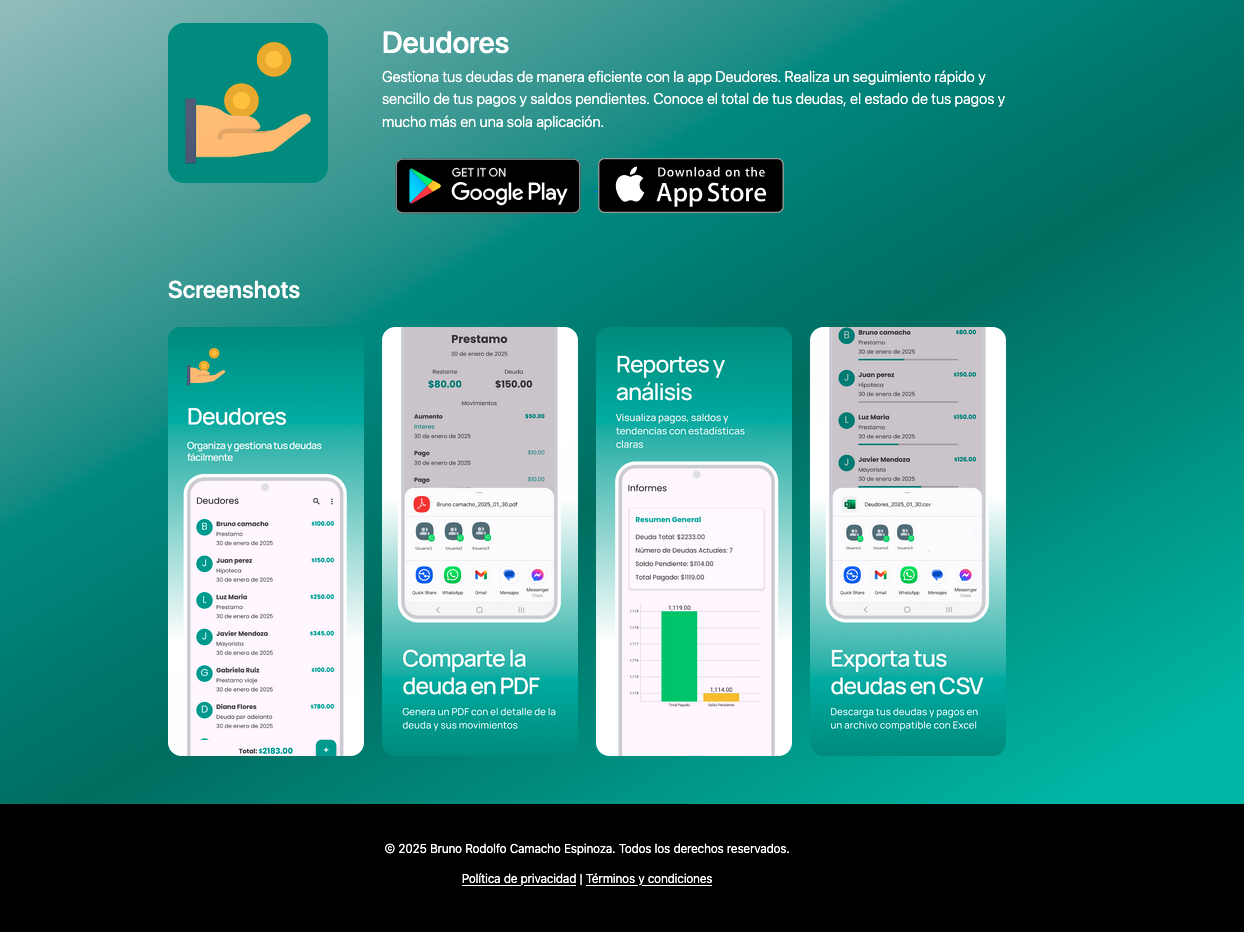 Deudores
Gestiona tus deudas de manera eficiente con la app Deudores. Realiza un seguimiento rápido y
sencillo de tus pagos y saldos pendientes. Conoce el total de tus deudas, el estado de tus pagos y
mucho más en una sola aplicación.
GET IT ON
Google Play
Download on the
App Store
Screenshots
Deudores
Organiza y gestiona tus deudas
fácilmente
Deudores
B
Bruno camacho
$100.00
Prestamo
30 de enero de 2025
J
Juan perez
$150.00
Hipoteca
30 de enero de 2025
L
Luz Maria
$250.00
Prestamo
30 de enero de 2025
J
Javier Mendoza
$345.00
Mayorista
30 de enero de 2025
G
Gabriela Ruiz
$100.00
Prestamo viaje
30 de enero de 2025
D
Diana Flores
$780.00
Deuda por adelanto
30 de enero de 2025
Total: $2183.00
+
Prestamo
30 de enero de 2025
Restante Deuda
$80.00 $150.00
Movimientos
Aumento $50.00
Interes
30 de enero de 2025
Pago $10.00
30 de enero de 2025
Pago $10.00
Bruno camacho_2025_01_30.pdf
Usuario1 Usuario2 Usuario3
Quick Share WhatsApp Gmail Mensajes Messenger
Chats
Comparte la
deuda en PDF
Genera un PDF con el detalle de la
deuda y sus movimientos
Reportes y
análisis
Visualiza pagos, saldos y
tendencias con estadísticas
claras
Informes
Resumen General
Deuda Total: $2233.00
Número de Deudas Actuales: 7
Saldo Pendiente: $1114.00
Total Pagado: $1119.00
1,119.00
1,114.00
1,119
1,118
1,117
1,116
1,115
1,114
Total Pagado Saldo Pendiente
B
Bruno camacho $80.00
Prestamo
30 de enero de 2025
J
Juan perez $150.00
Hipoteca
30 de enero de 2025
L
Luz Maria $150.00
Prestamo
30 de enero de 2025
J
Javier Mendoza $126.00
Mayorista
30 de enero de 2025
Deudores_2025_01_30.csv
Usuario1 Usuario2 Usuario3
Quick Share Gmail WhatsApp Mensajes Messenger
Chats
Exporta tus
deudas en CSV
Descarga tus deudas y pagos en
un archivo compatible con Excel
© 2025 Bruno Rodolfo Camacho Espinoza. Todos los derechos reservados.
Política de privacidad | Términos y condiciones